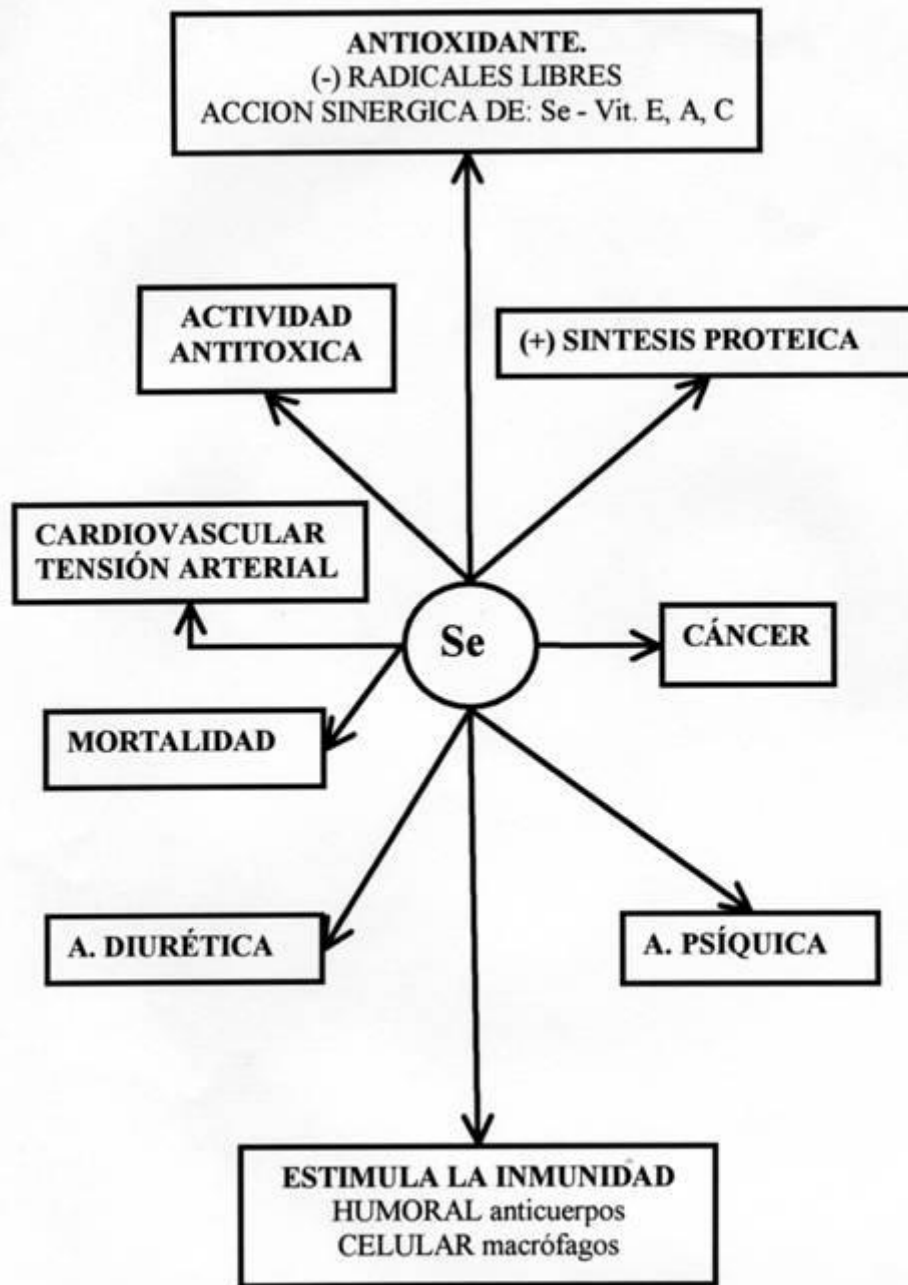 ANTIOXIDANTE.
(-) RADICALES LIBRES
ACCION SINERGICA DE: Se - Vit. E, A, C
ACTIVIDAD
ANTITOXICA
(+) SINTESIS PROTEICA
CARDIOVASCULAR
TENSIÓN ARTERIAL
Se
CÁNCER
MORTALIDAD
A. DIURÉTICA
A. PSÍQUICA
ESTIMULA LA INMUNIDAD
HUMORAL anticuerpos
CELULAR macrófagos